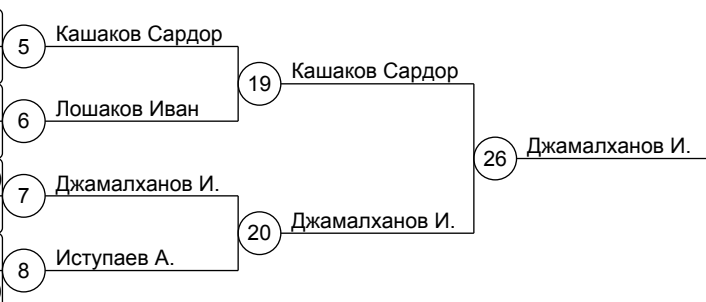 5
Кашаков Сардор
19
Кашаков Сардор
6
Лошаков Иван
26
Джамалханов И.
7
Джамалханов И.
20
Джамалханов И.
8
Иступаев А.